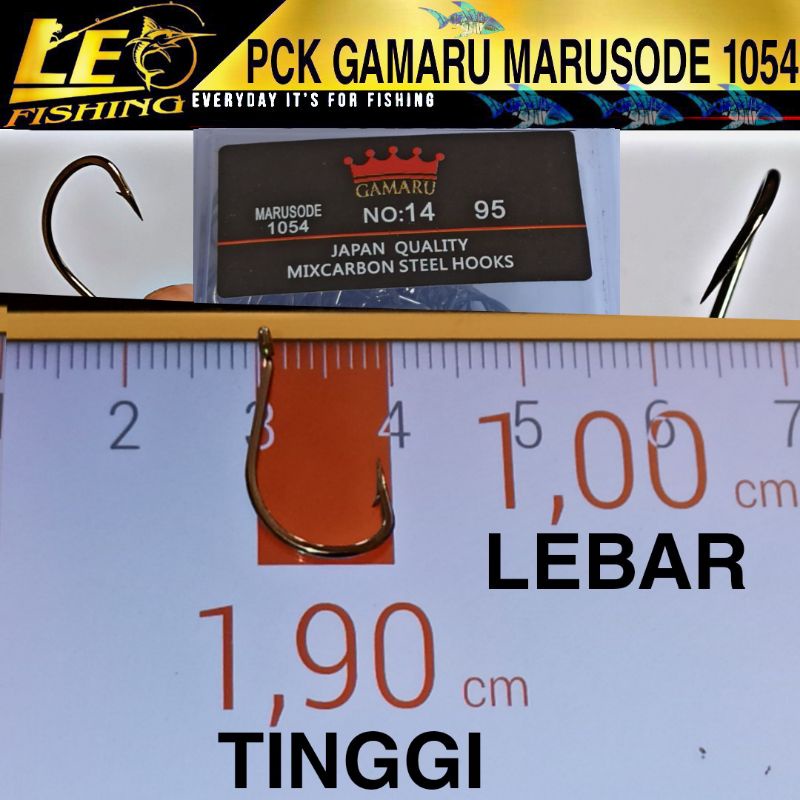 LEO
FISHING
EVERYDAY IT'S FOR FISHING
PCK GAMARU MARUSODE 1054
GAMARU
MARUSODE
1054
NO:14
95
JAPAN QUALITY
MIXCARBON STEEL HOOKS
2 3 4 5 6 7
1,00 cm
LEBAR
1,90 cm
TINGGI